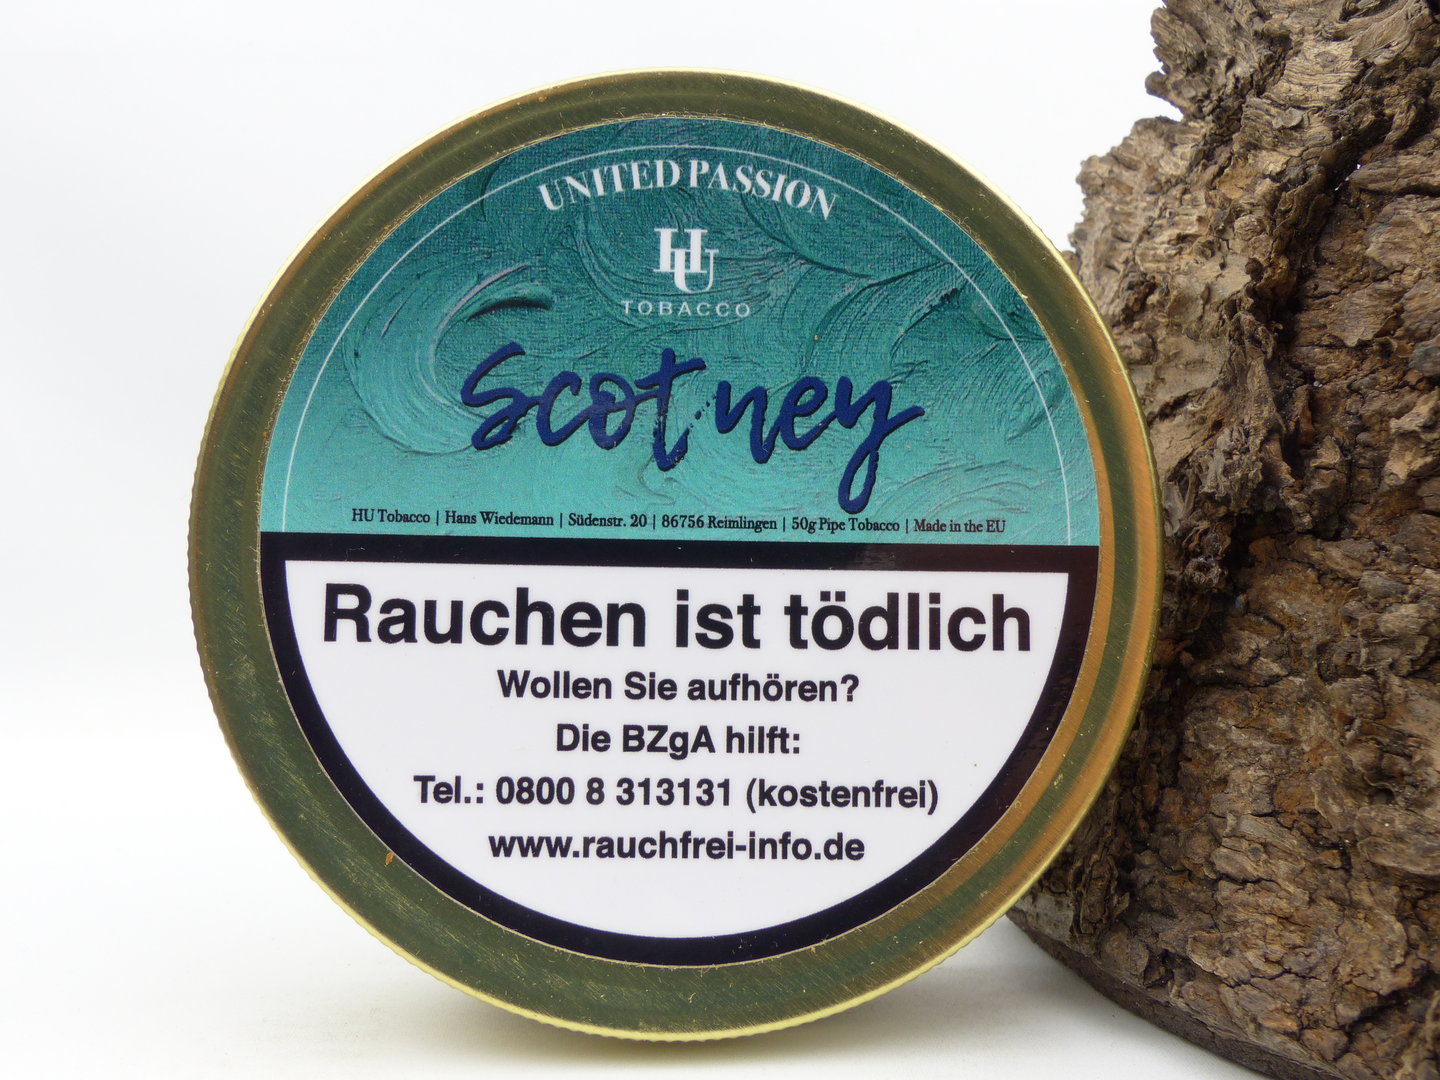 UNITED PASSION
HU
TOBACCO
Scotney
HU Tobacco | Hans Wiedemann | Südenstr. 20 | 86756 Reimlingen | 50g Pipe Tobacco | Made in the EU
Rauchen ist tödlich
Wollen Sie aufhören?
Die BZgA hilft:
Tel.: 0800 8 313131 (kostenfrei)
www.rauchfrei-info.de